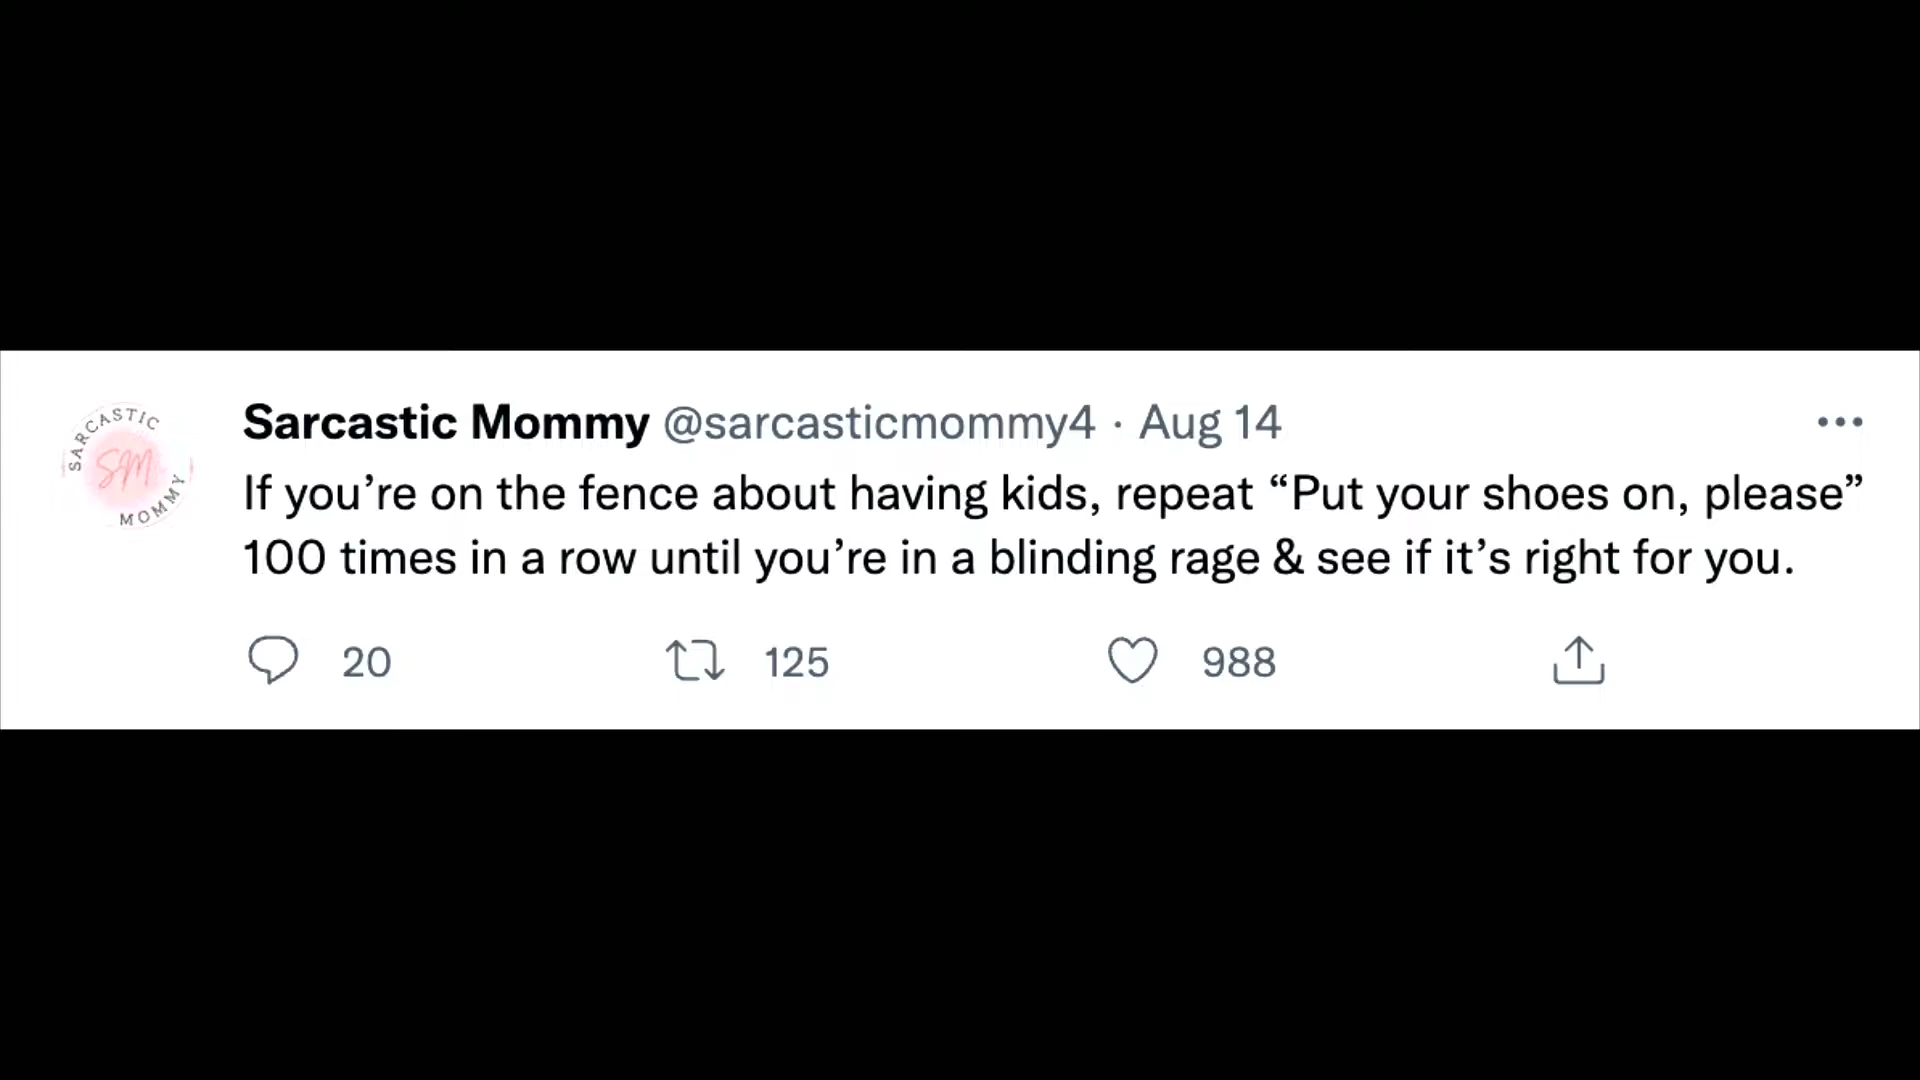 SARCASTIC
SM
MOMMY
Sarcastic Mommy @sarcasticmommy4 · Aug 14
If you’re on the fence about having kids, repeat “Put your shoes on, please”
100 times in a row until you’re in a blinding rage & see if it’s right for you.
20 125 988